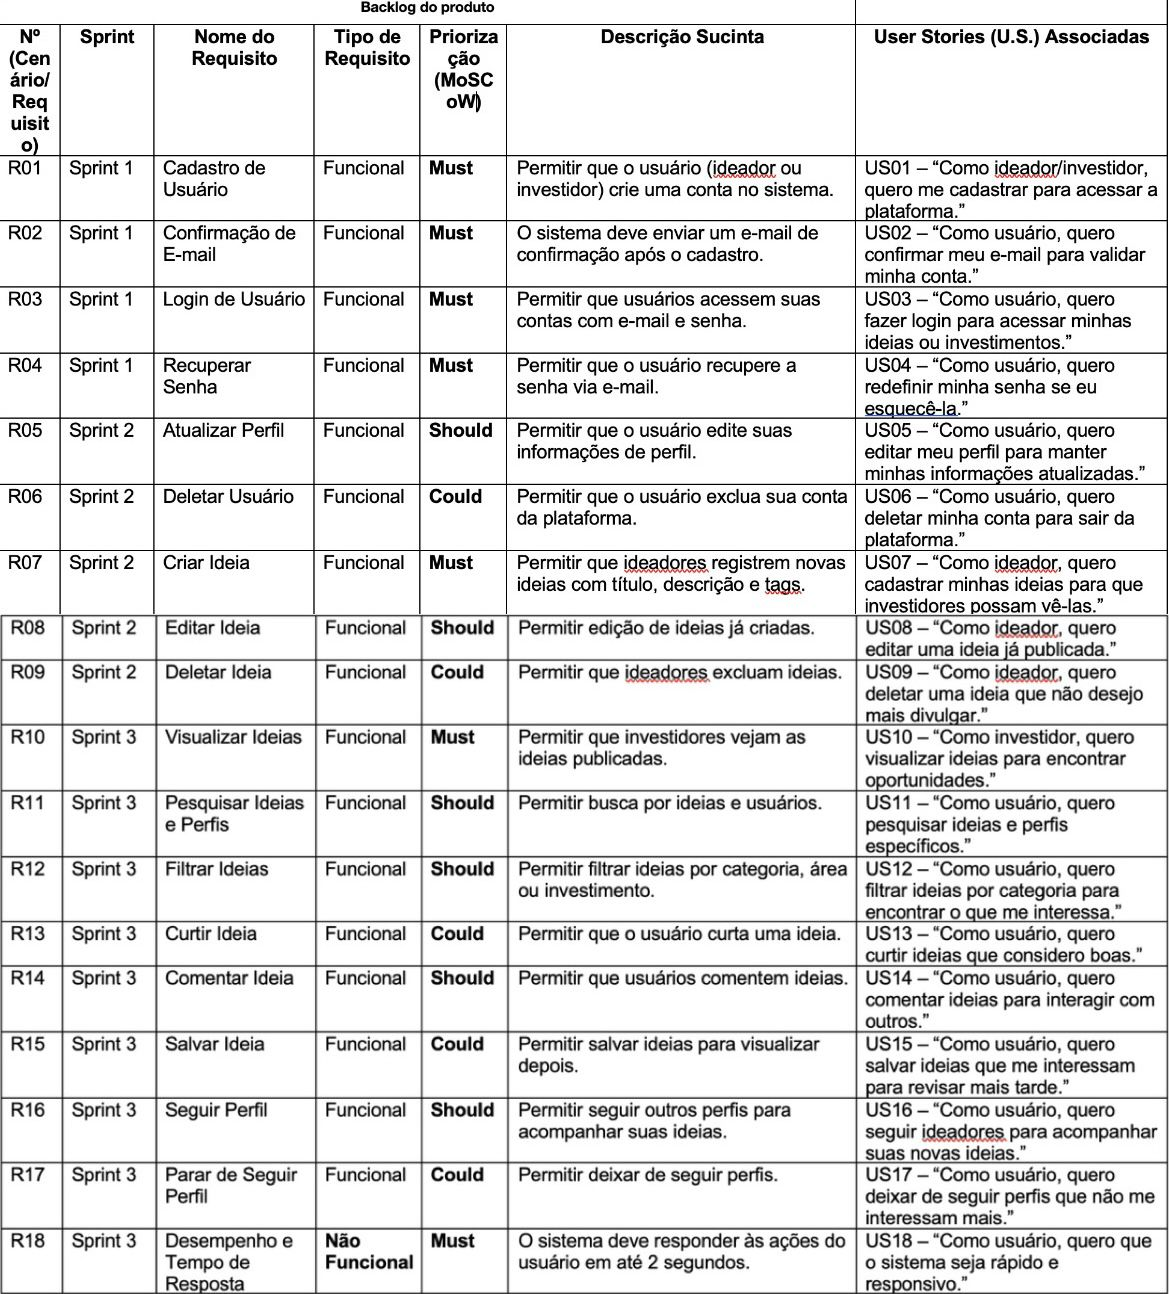 Backlog do produto
Nº
(Cen
ário/
Req
uisit
o)
Sprint
Nome do
Requisito
Tipo de
Requisito
Prioriza
ção
(MoSC
oW)
Descrição Sucinta
User Stories (U.S.) Associadas
R01
Sprint 1
Cadastro de
Usuário
Funcional
Must
Permitir que o usuário (ideador ou
investidor) crie uma conta no sistema.
US01 – “Como ideador/investidor,
quero me cadastrar para acessar a
plataforma.”
R02
Sprint 1
Confirmação de
E-mail
Funcional
Must
O sistema deve enviar um e-mail de
confirmação após o cadastro.
US02 – “Como usuário, quero
confirmar meu e-mail para validar
minha conta.”
R03
Sprint 1
Login de Usuário
Funcional
Must
Permitir que usuários acessem suas
contas com e-mail e senha.
US03 – “Como usuário, quero
fazer login para acessar minhas
ideias ou investimentos.”
R04
Sprint 1
Recuperar
Senha
Funcional
Must
Permitir que o usuário recupere a
senha via e-mail.
US04 – “Como usuário, quero
redefinir minha senha se eu
esquecê-la.”
R05
Sprint 2
Atualizar Perfil
Funcional
Should
Permitir que o usuário edite suas
informações de perfil.
US05 – “Como usuário, quero
editar meu perfil para manter
minhas informações atualizadas.”
R06
Sprint 2
Deletar Usuário
Funcional
Could
Permitir que o usuário exclua sua conta
da plataforma.
US06 – “Como usuário, quero
deletar minha conta para sair da
plataforma.”
R07
Sprint 2
Criar Ideia
Funcional
Must
Permitir que ideadores registrem novas
ideias com título, descrição e tags.
US07 – “Como ideador, quero
cadastrar minhas ideias para que
investidores possam vê-las.”
R08
Sprint 2
Editar Ideia
Funcional
Should
Permitir edição de ideias já criadas.
US08 – “Como ideador, quero
editar uma ideia já publicada.”
R09
Sprint 2
Deletar Ideia
Funcional
Could
Permitir que ideadores excluam ideias.
US09 – “Como ideador, quero
deletar uma ideia que não desejo
mais divulgar.”
R10
Sprint 3
Visualizar Ideias
Funcional
Must
Permitir que investidores vejam as
ideias publicadas.
US10 – “Como investidor, quero
visualizar ideias para encontrar
oportunidades.”
R11
Sprint 3
Pesquisar Ideias
e Perfis
Funcional
Should
Permitir busca por ideias e usuários.
US11 – “Como usuário, quero
pesquisar ideias e perfis
específicos.”
R12
Sprint 3
Filtrar Ideias
Funcional
Should
Permitir filtrar ideias por categoria, área
ou investimento.
US12 – “Como usuário, quero
filtrar ideias por categoria para
encontrar o que me interessa.”
R13
Sprint 3
Curtir Ideia
Funcional
Could
Permitir que o usuário curta uma ideia.
US13 – “Como usuário, quero
curtir ideias que considero boas.”
R14
Sprint 3
Comentar Ideia
Funcional
Should
Permitir que usuários comentem ideias.
US14 – “Como usuário, quero
comentar ideias para interagir com
outros.”
R15
Sprint 3
Salvar Ideia
Funcional
Could
Permitir salvar ideias para visualizar
depois.
US15 – “Como usuário, quero
salvar ideias que me interessam
para revisar mais tarde.”
R16
Sprint 3
Seguir Perfil
Funcional
Should
Permitir seguir outros perfis para
acompanhar suas ideias.
US16 – “Como usuário, quero
seguir ideadores para acompanhar
suas novas ideias.”
R17
Sprint 3
Parar de Seguir
Perfil
Funcional
Could
Permitir deixar de seguir perfis.
US17 – “Como usuário, quero
deixar de seguir perfis que não me
interessam mais.”
R18
Sprint 3
Desempenho e
Tempo de
Resposta
Não
Funcional
Must
O sistema deve responder às ações do
usuário em até 2 segundos.
US18 – “Como usuário, quero que
o sistema seja rápido e
responsivo.”